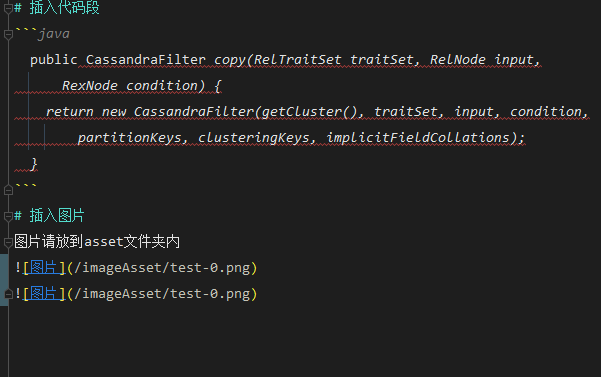 # 插入代码段
```java
  public CassandraFilter copy(RelTraitSet traitSet, RelNode input,
      RexNode condition) {
    return new CassandraFilter(getCluster(), traitSet, input, condition,
        partitionKeys, clusteringKeys, implicitFieldCollations);
  }
```
# 插入图片
图片请放到asset文件夹内
![图片](/imageAsset/test-0.png)
![图片](/imageAsset/test-0.png)